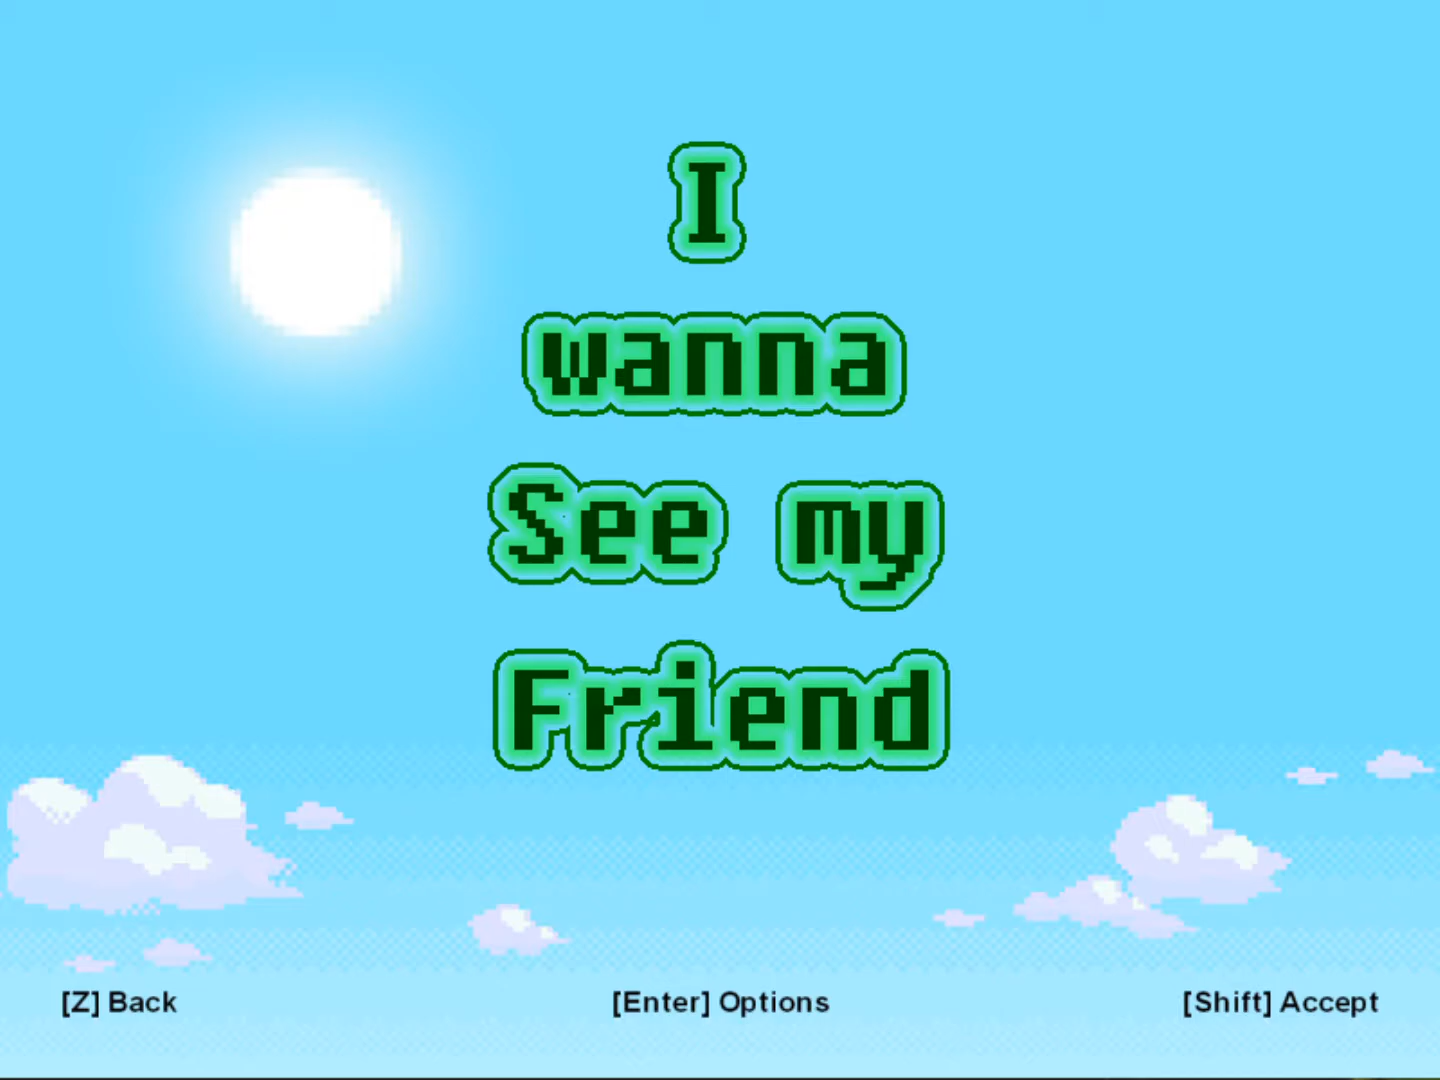 I
wanna
See my
Friend
[Z] Back [Enter] Options [Shift] Accept